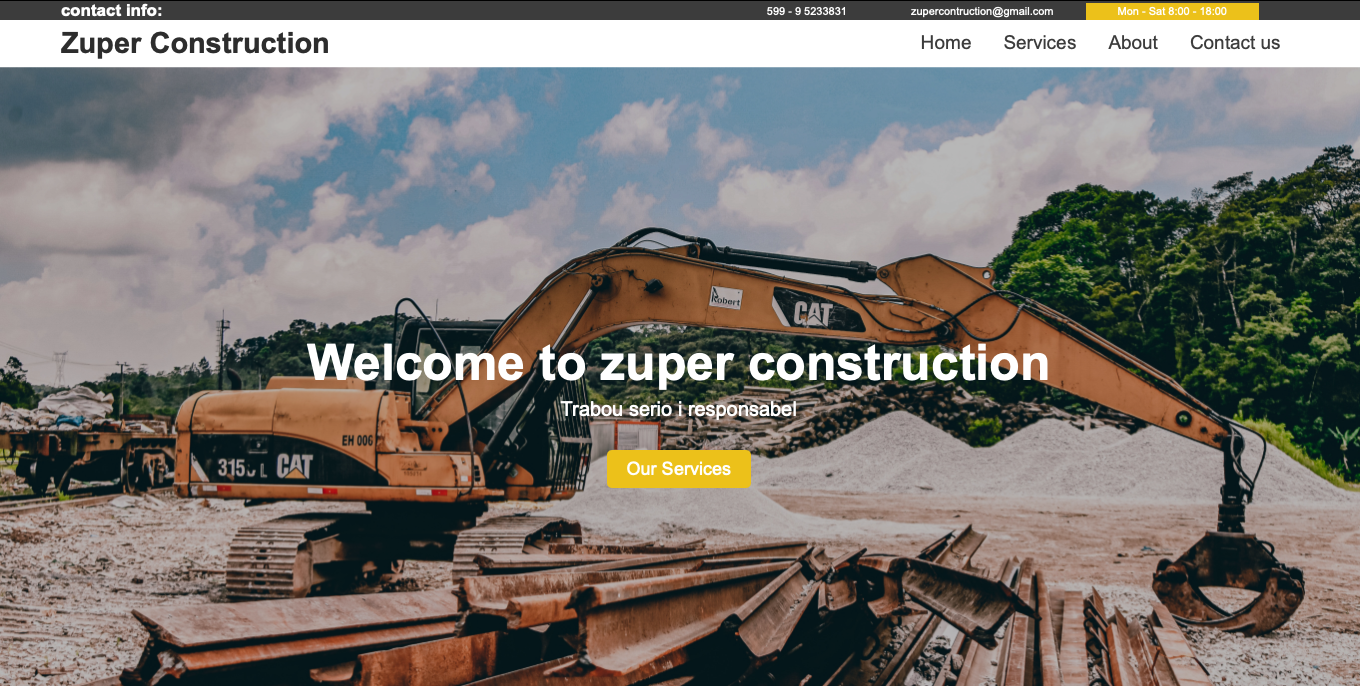 contact info:
599 - 9 5233831
zupercontruction@gmail.com
Mon - Sat 8:00 - 18:00
Zuper Construction
Home
Services
About
Contact us
Robert
CAT
Welcome to zuper construction
Trabou serio i responsabel
EH 006
CAT
Our Services